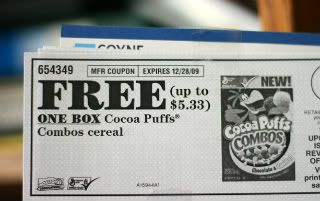 COYNE
654349 MFR COUPON EXPIRES 12/28/09
FREE (up to $5.33)
ONE BOX Cocoa Puffs®
Combos cereal
NEW!
Cocoa Puffs
COMBOS